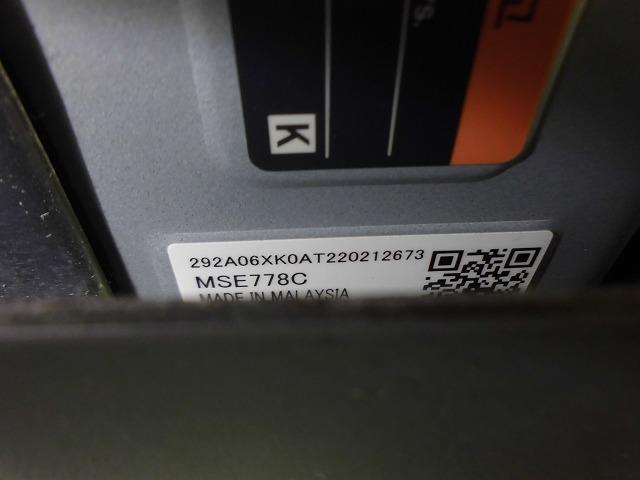 K
292A06XK0AT220212673
MSE778C
MADE IN MALAYSIA